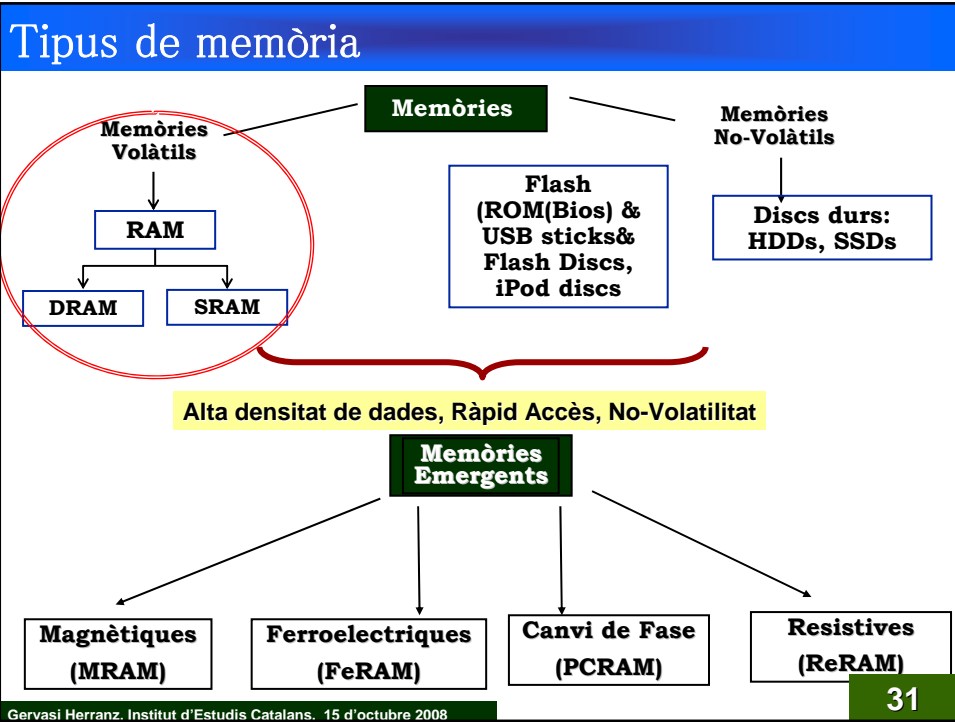 Tipus de memòria
Memòries
Memòries
Volàtils
RAM
DRAM
SRAM
Flash
(ROM(Bios) &
USB sticks&
Flash Discs,
iPod discs
Memòries
No-Volàtils
Discs durs:
HDDs, SSDs
Alta densitat de dades, Ràpid Accès, No-Volatilitat
Memòries
Emergents
Magnètiques
(MRAM)
Ferroelectriques
(FeRAM)
Canvi de Fase
(PCRAM)
Resistives
(ReRAM)
Gervasi Herranz. Institut d'Estudis Catalans. 15 d'octubre 2008
31